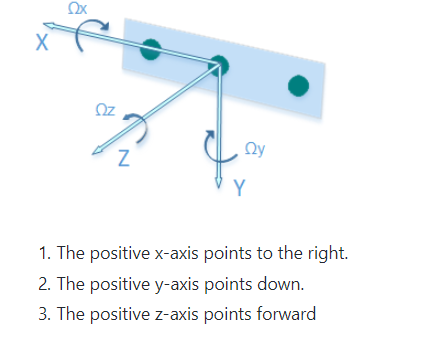 Ωx
X
Ωz
Z
Ωy
Y
1. The positive x-axis points to the right.
2. The positive y-axis points down.
3. The positive z-axis points forward